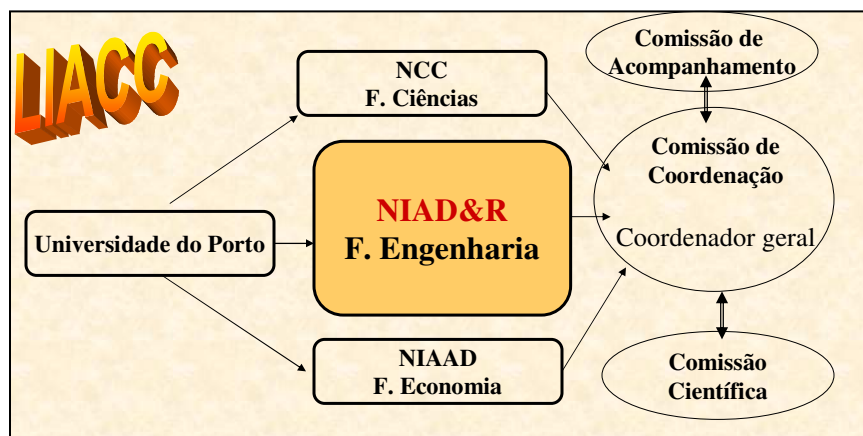 LIACC
NCC
F. Ciências
Comissão de
Acompanhamento
Universidade do Porto
NIAD&R
F. Engenharia
Comissão de
Coordenação
Coordenador geral
NIAAD
F. Economia
Comissão
Científica